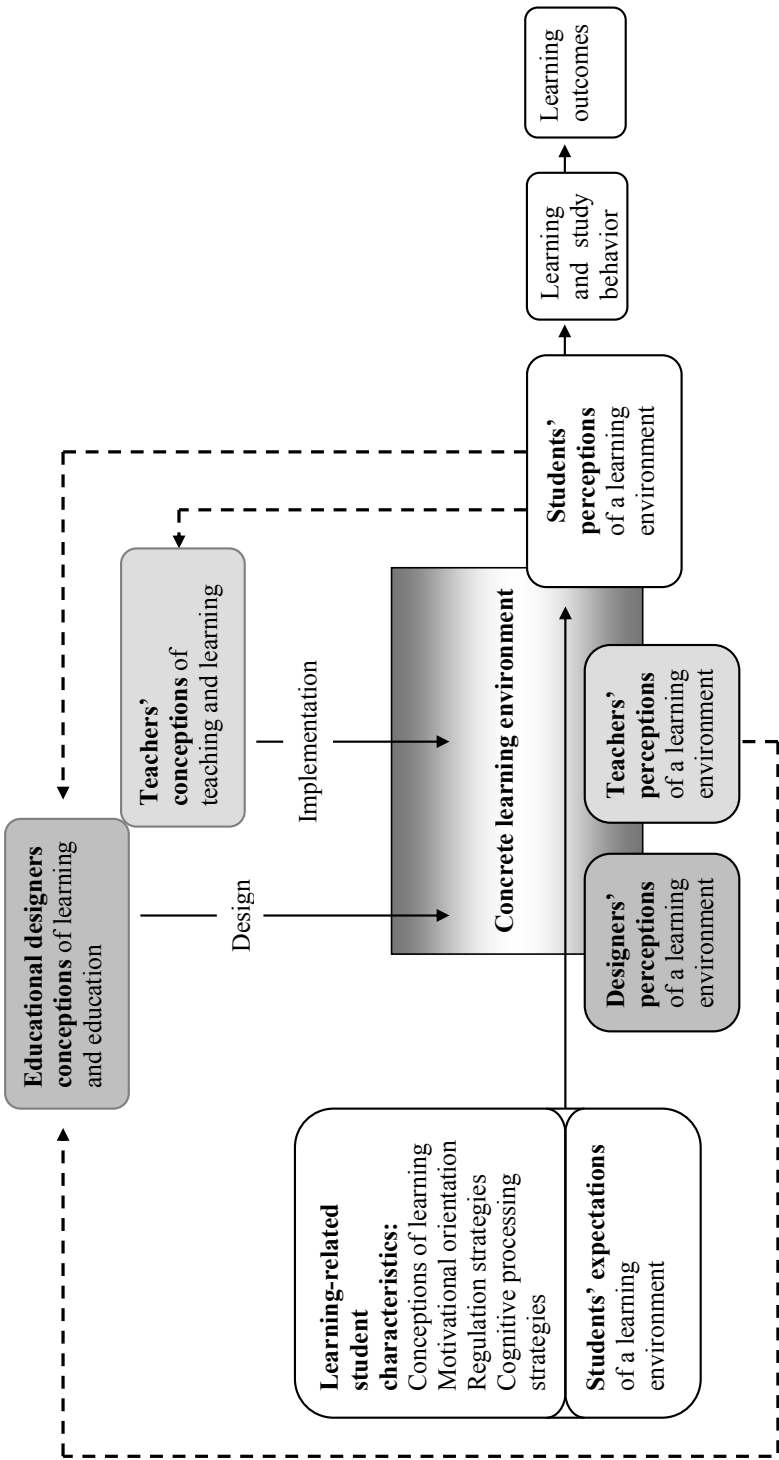 Educational designers
conceptions of learning
and education
Teachers’
conceptions of
teaching and learning
Design
Implementation
Learning-related
student
characteristics:
Conceptions of learning
Motivational orientation
Regulation strategies
Cognitive processing
strategies
Students’ expectations
of a learning
environment
Concrete learning environment
Designers’
perceptions
of a learning
environment
Teachers’
perceptions
of a learning
environment
Students’
perceptions
of a learning
environment
Learning
and study
behavior
Learning
outcomes